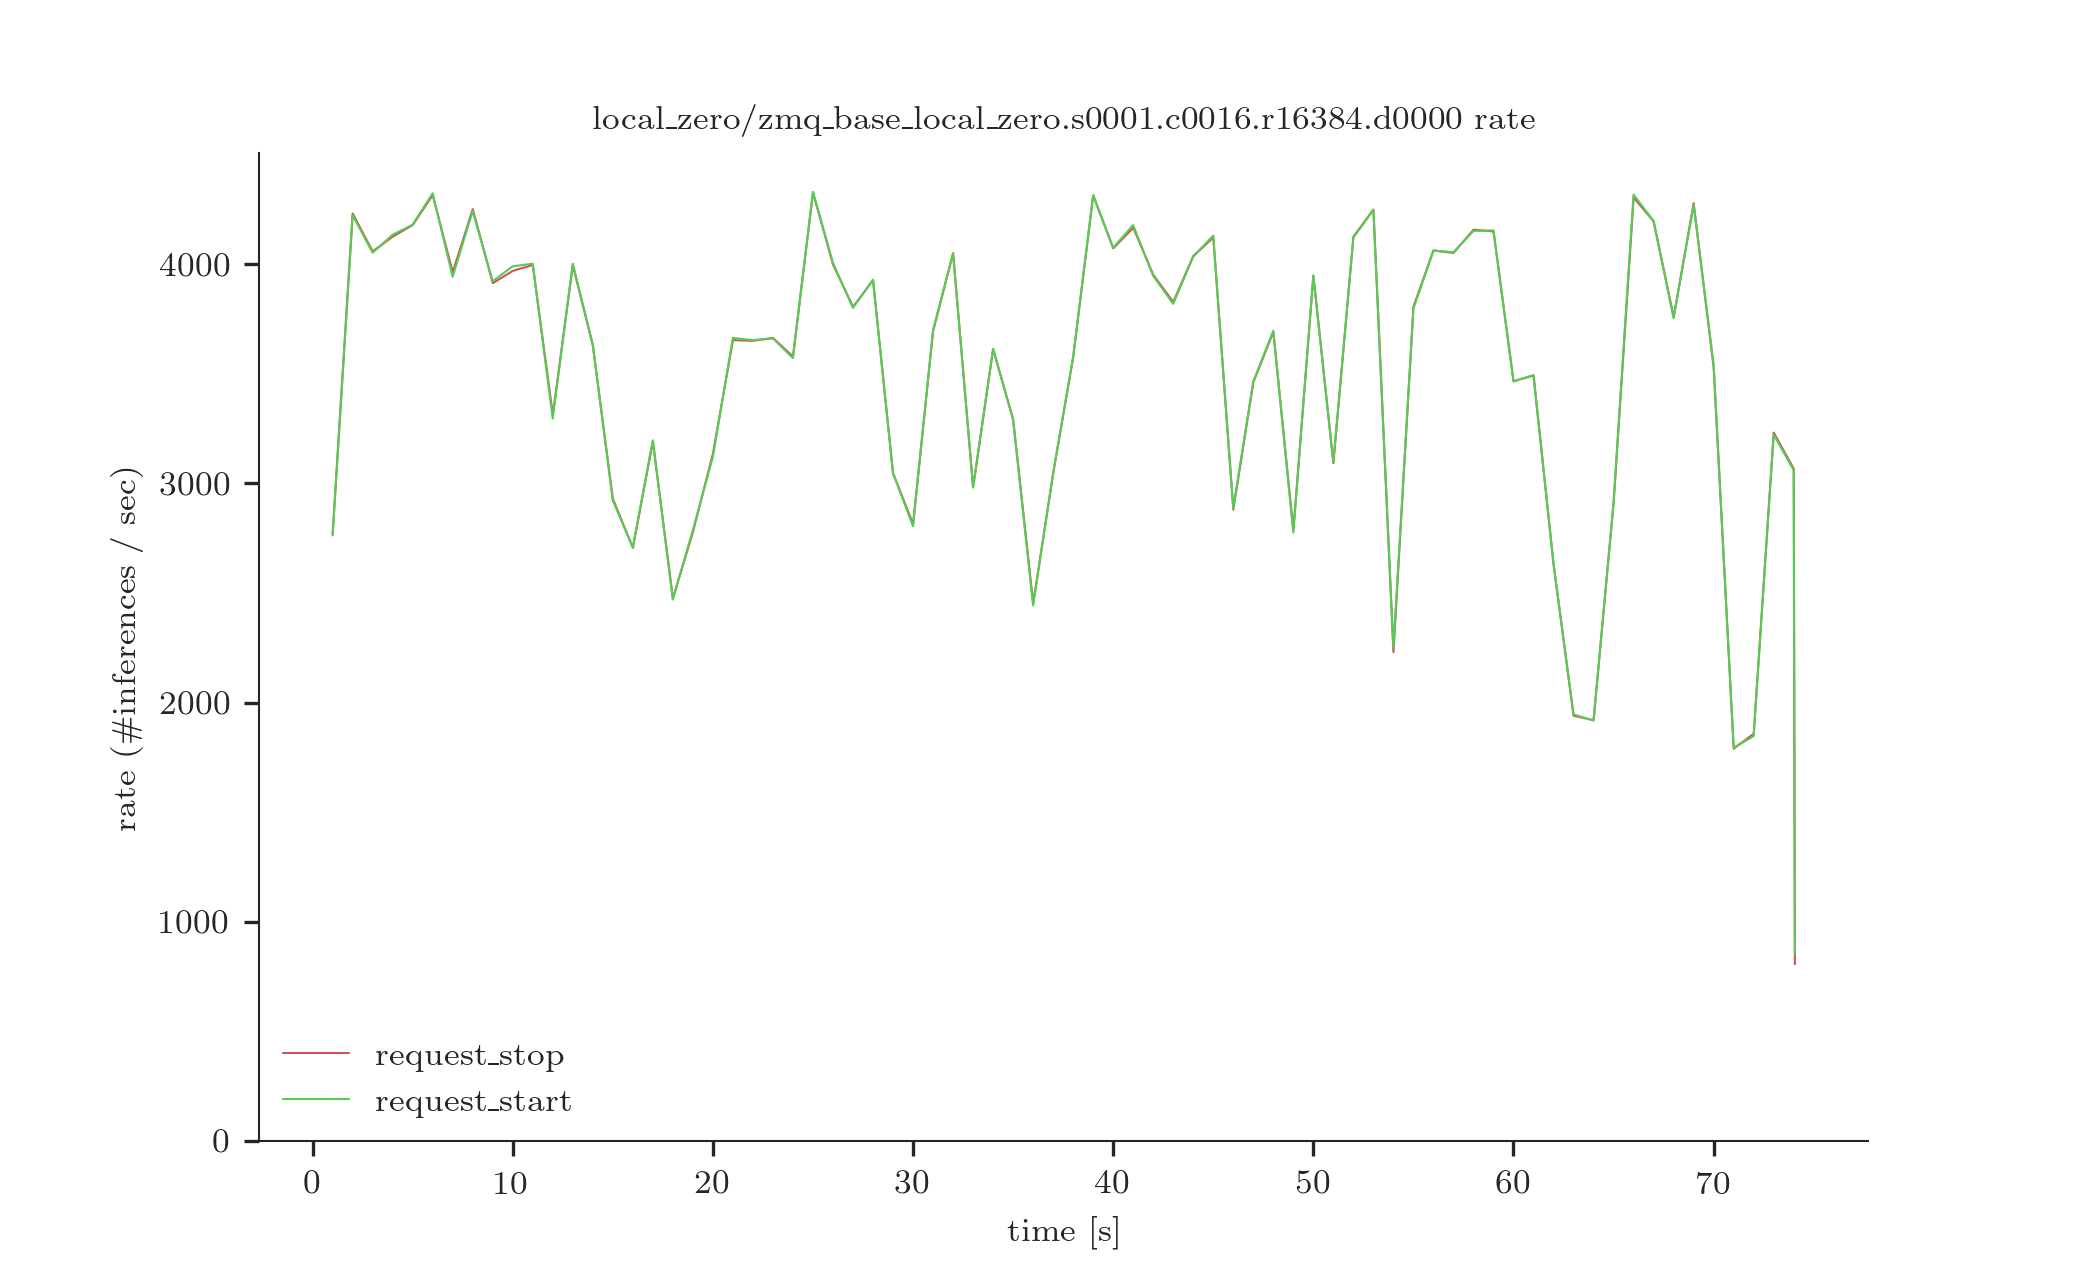 local_zero/zmq_base_local_zero.s0001.c0016.r16384.d0000 rate
rate (#inferences / sec)
4000
3000
2000
1000
0
request_stop
request_start
0 10 20 30 40 50 60 70
time [s]